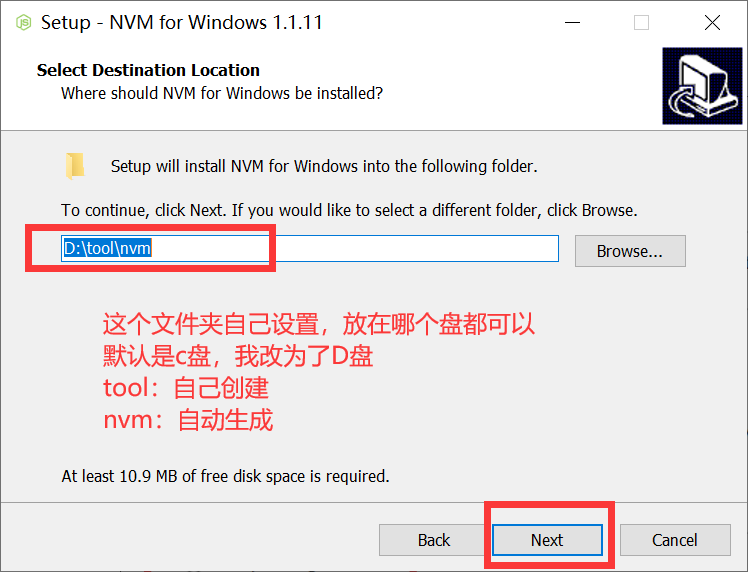 Setup - NVM for Windows 1.1.11
Select Destination Location
Where should NVM for Windows be installed?
Setup will install NVM for Windows into the following folder.
To continue, click Next. If you would like to select a different folder, click Browse.
D:\tool\nvm
Browse...
这个文件夹自己设置，放在哪个盘都可以
默认是c盘，我改为了D盘
tool：自己创建
nvm：自动生成
At least 10.9 MB of free disk space is required.
Back
Next
Cancel